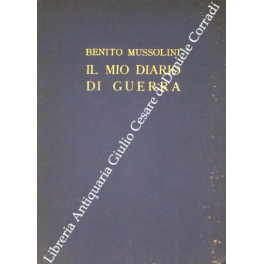 BENITO MUSSOLINI
IL MIO DIARIO
DI GUERRA
Libreria Antiquaria Giulio Cesare di Daniele Corradi